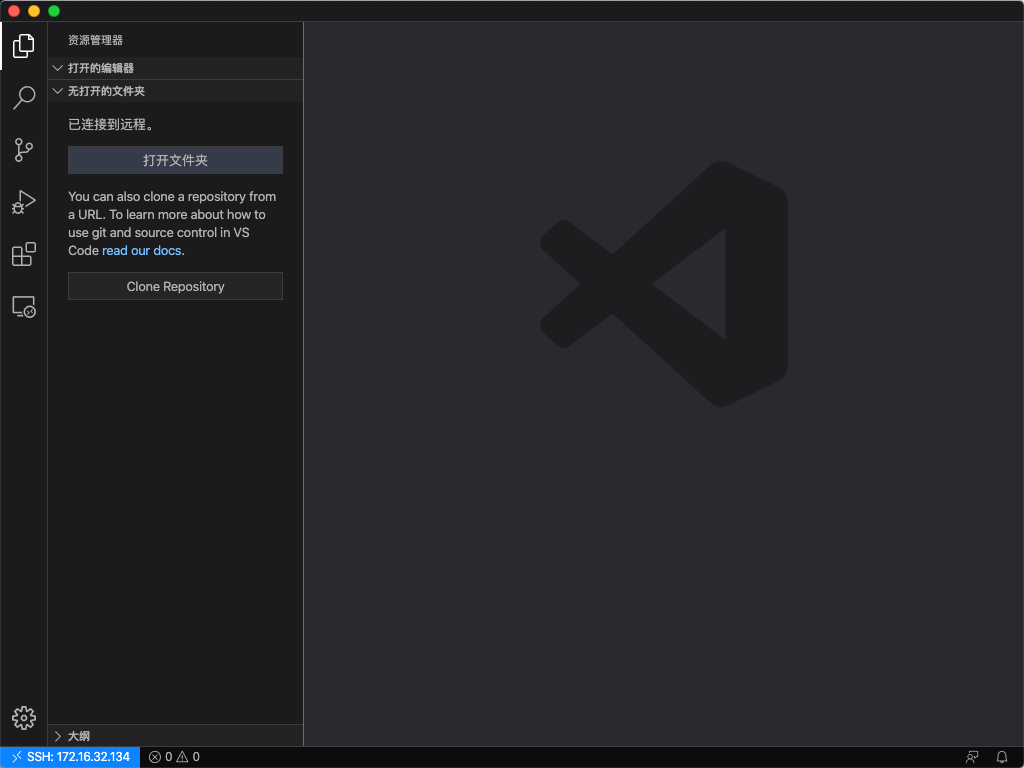 资源管理器
打开的编辑器
无打开的文件夹
已连接到远程。
打开文件夹
You can also clone a repository from
a URL. To learn more about how to
use git and source control in VS
Code read our docs.
Clone Repository
大纲
SSH: 172.16.32.134 0 0